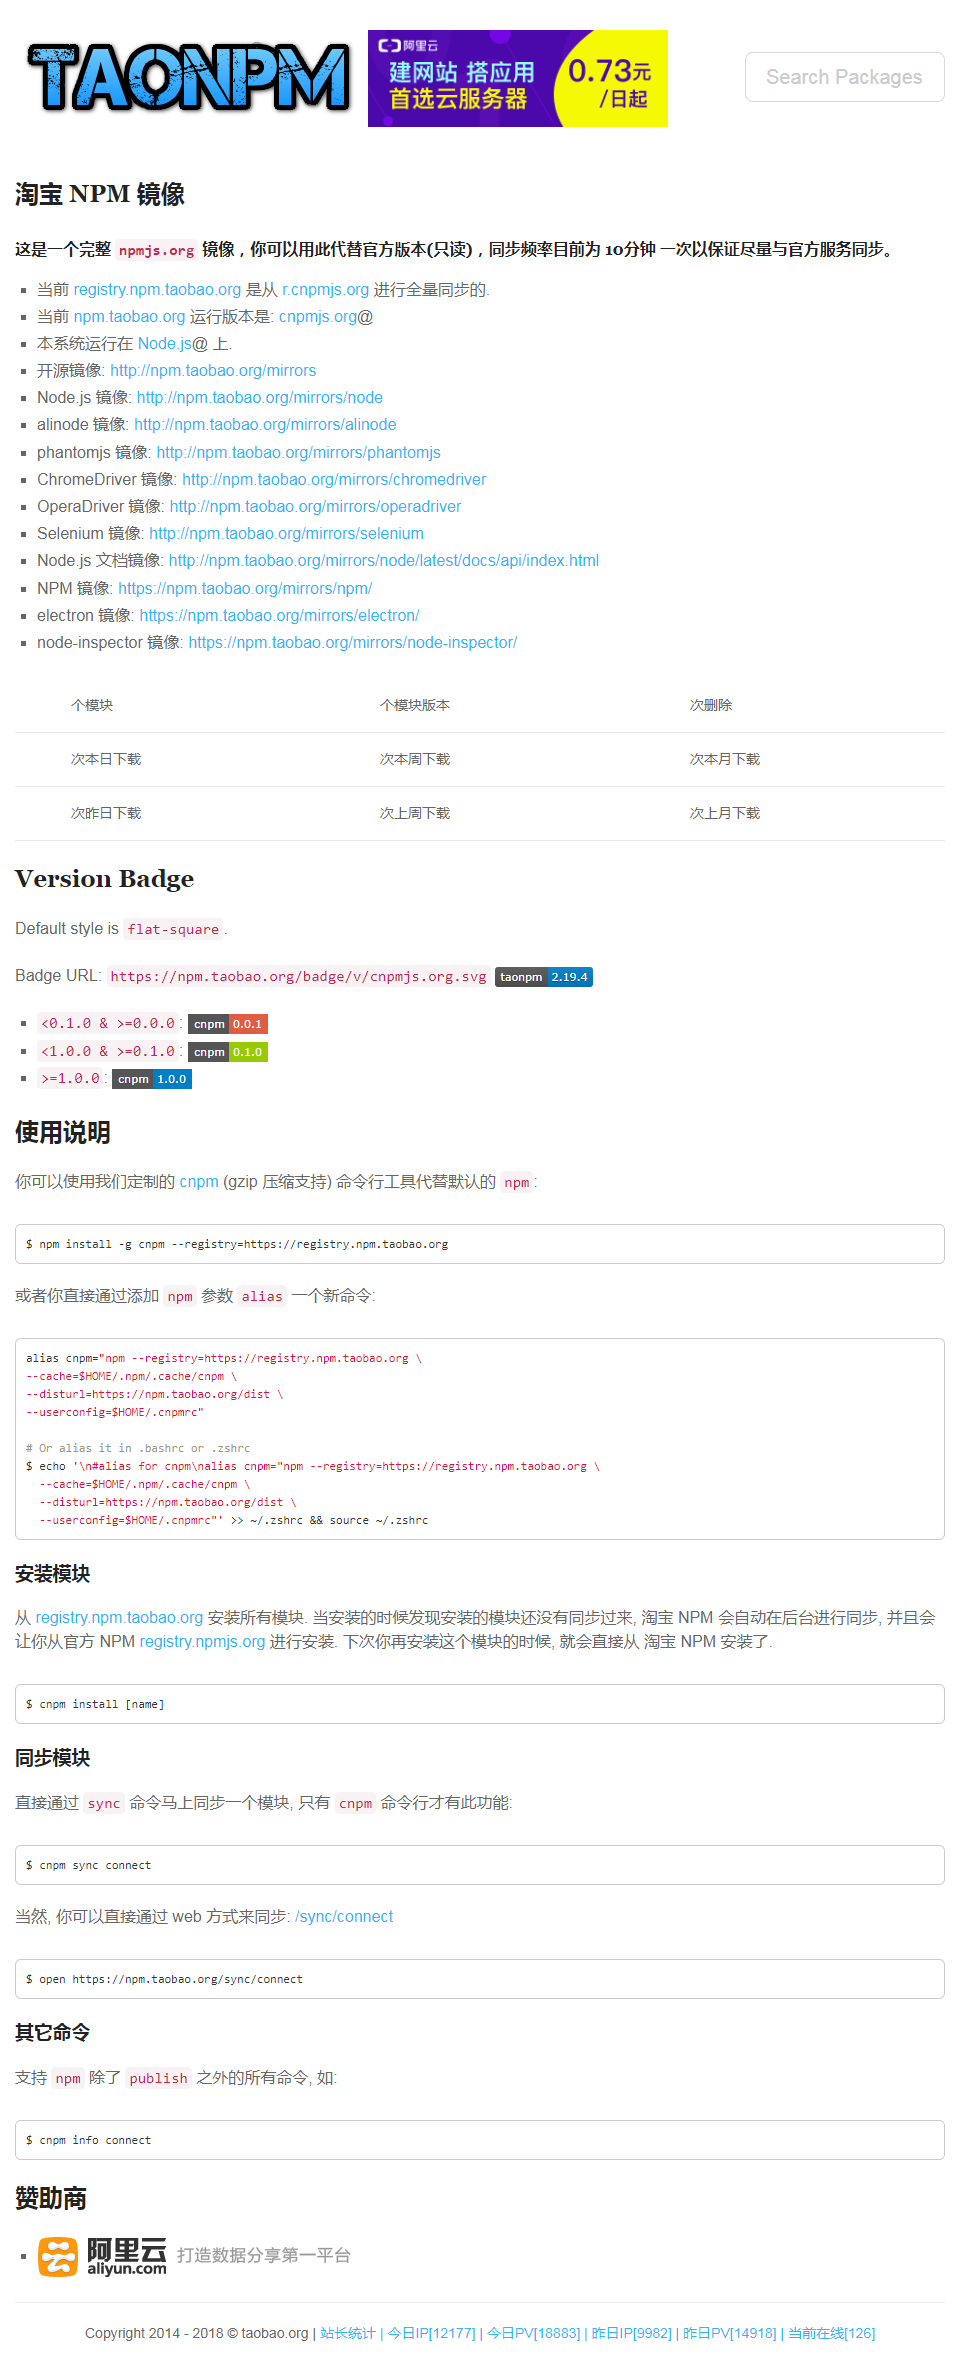 TAONPM
阿里云
建网站 搭应用
首选云服务器
0.73元
/日起
Search Packages
淘宝 NPM 镜像
这是一个完整 npmjs.org 镜像，你可以用此代替官方版本(只读)，同步频率目前为 10分钟 一次以保证尽量与官方服务同步。
当前 registry.npm.taobao.org 是从 r.cnpmjs.org 进行全量同步的.
当前 npm.taobao.org 运行版本是: cnpmjs.org@
本系统运行在 Node.js@ 上.
开源镜像: http://npm.taobao.org/mirrors
Node.js 镜像: http://npm.taobao.org/mirrors/node
alinode 镜像: http://npm.taobao.org/mirrors/alinode
phantomjs 镜像: http://npm.taobao.org/mirrors/phantomjs
ChromeDriver 镜像: http://npm.taobao.org/mirrors/chromedriver
OperaDriver 镜像: http://npm.taobao.org/mirrors/operadriver
Selenium 镜像: http://npm.taobao.org/mirrors/selenium
Node.js 文档镜像: http://npm.taobao.org/mirrors/node/latest/docs/api/index.html
NPM 镜像: https://npm.taobao.org/mirrors/npm/
electron 镜像: https://npm.taobao.org/mirrors/electron/
node-inspector 镜像: https://npm.taobao.org/mirrors/node-inspector/
个模块 个模块版本 次删除
次本日下载 次本周下载 次本月下载
次昨日下载 次上周下载 次上月下载
Version Badge
Default style is flat-square.
Badge URL: https://npm.taobao.org/badge/v/cnpmjs.org.svg taonpm 2.19.4
<0.1.0 & >=0.0.0: cnpm 0.0.1
<1.0.0 & >=0.1.0: cnpm 0.1.0
>=1.0.0: cnpm 1.0.0
使用说明
你可以使用我们定制的 cnpm (gzip 压缩支持) 命令行工具代替默认的 npm:
$ npm install -g cnpm --registry=https://registry.npm.taobao.org
或者你直接通过添加 npm 参数 alias 一个新命令:
alias cnpm="npm --registry=https://registry.npm.taobao.org \
--cache=$HOME/.npm/.cache/cnpm \
--disturl=https://npm.taobao.org/dist \
--userconfig=$HOME/.cnpmrc"
# Or alias it in .bashrc or .zshrc
$ echo '\n#alias for cnpm\nalias cnpm="npm --registry=https://registry.npm.taobao.org \
--cache=$HOME/.npm/.cache/cnpm \
--disturl=https://npm.taobao.org/dist \
--userconfig=$HOME/.cnpmrc"' >> ~/.zshrc && source ~/.zshrc
安装模块
从 registry.npm.taobao.org 安装所有模块. 当安装的时候发现安装的模块还没有同步过来, 淘宝 NPM 会自动在后台进行同步, 并且会
让你从官方 NPM registry.npmjs.org 进行安装. 下次你再安装这个模块的时候, 就会直接从 淘宝 NPM 安装了.
$ cnpm install [name]
同步模块
直接通过 sync 命令马上同步一个模块, 只有 cnpm 命令行才有此功能:
$ cnpm sync connect
当然, 你可以直接通过 web 方式来同步: /sync/connect
$ open https://npm.taobao.org/sync/connect
其它命令
支持 npm 除了 publish 之外的所有命令, 如:
$ cnpm info connect
赞助商
阿里云 aliyun.com 打造数据分享第一平台
Copyright 2014 - 2018 © taobao.org | 站长统计 | 今日IP[12177] | 今日PV[18883] | 昨日IP[9982] | 昨日PV[14918] | 当前在线[126]